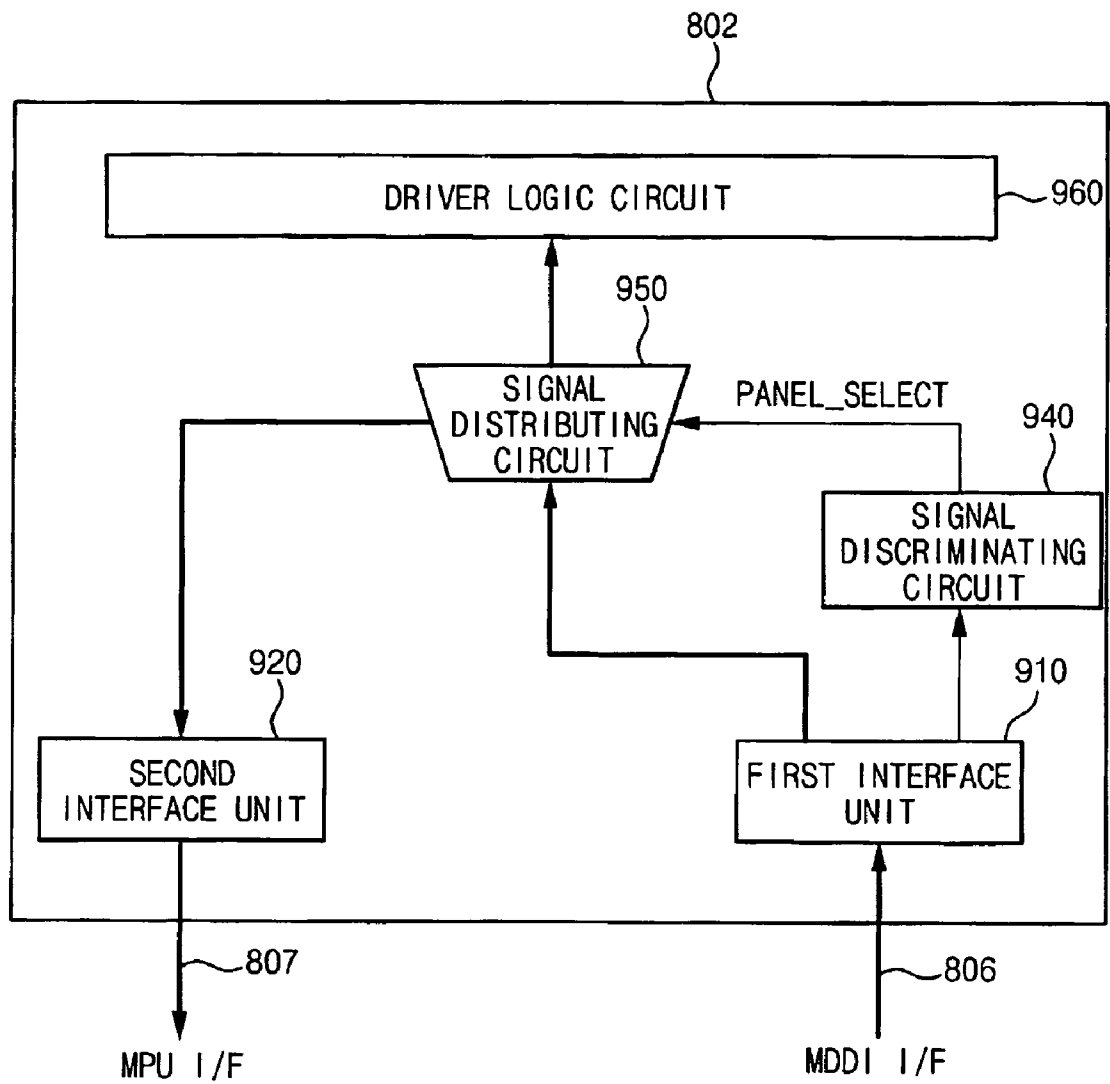 802
DRIVER LOGIC CIRCUIT
960
950
SIGNAL
DISTRIBUTING
CIRCUIT
PANEL_SELECT
940
SIGNAL
DISCRIMINATING
CIRCUIT
920
910
SECOND
INTERFACE UNIT
FIRST INTERFACE
UNIT
807
806
MPU I/F
MDDI I/F